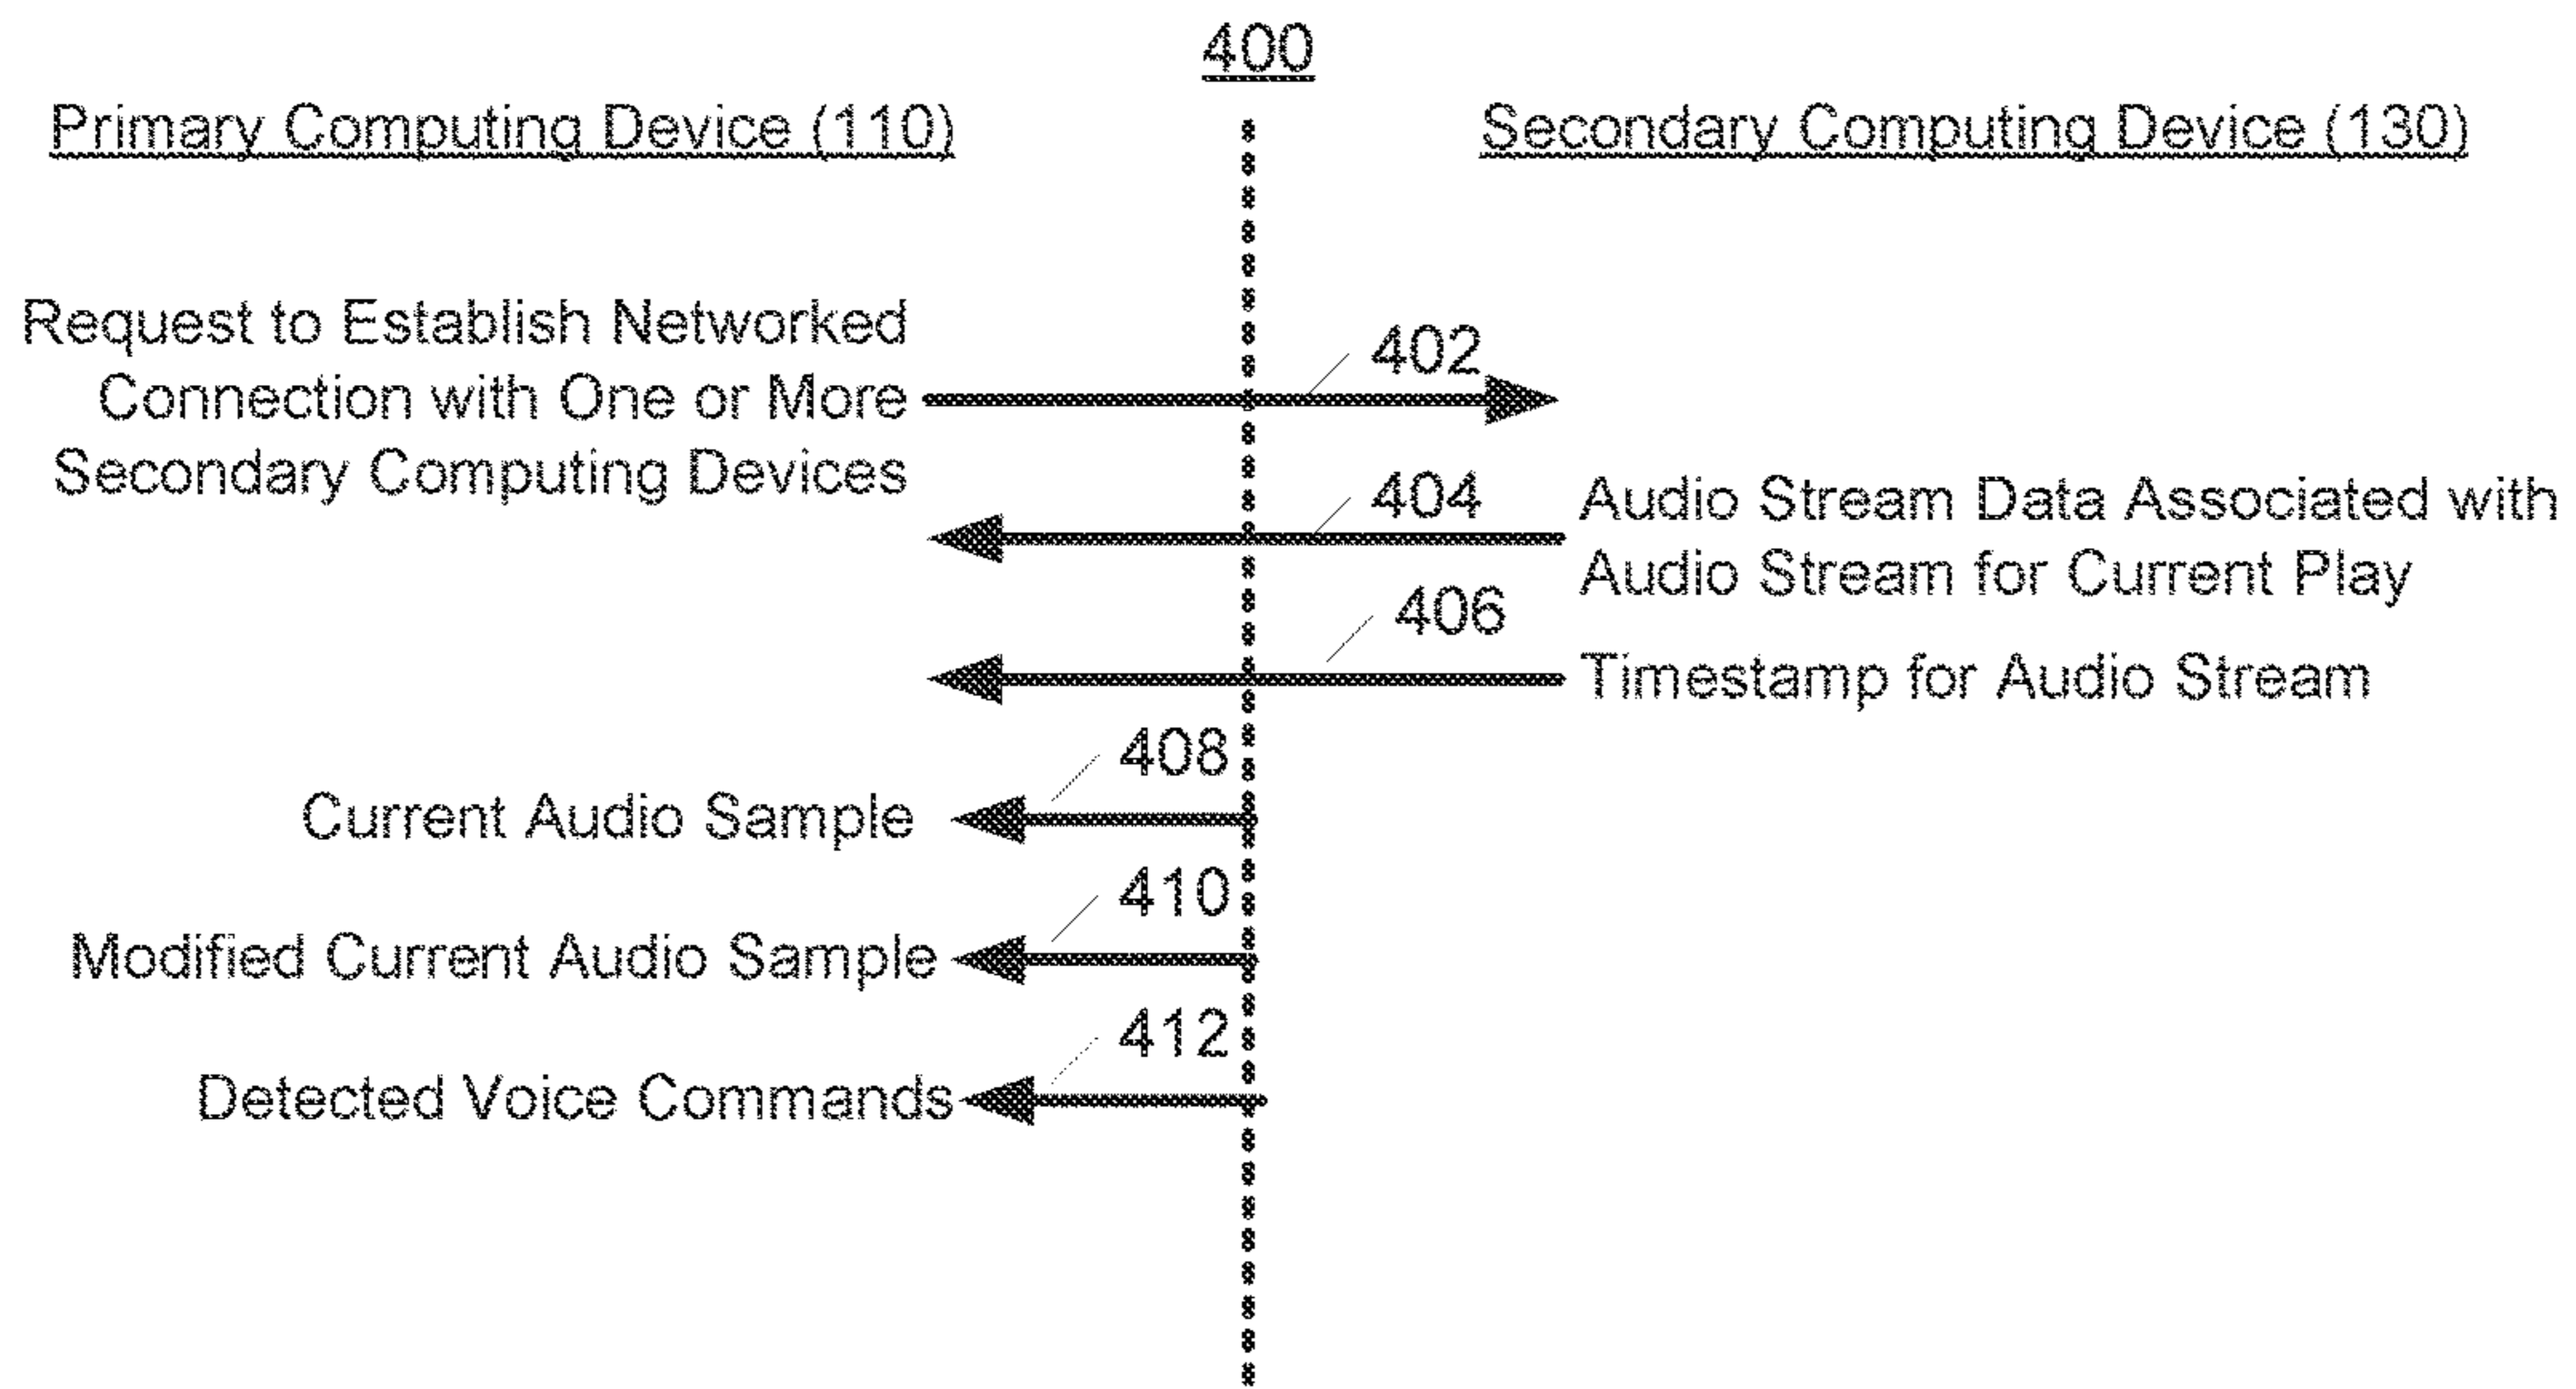 400
Primary Computing Device (110)
Secondary Computing Device (130)
Request to Establish Networked
Connection with One or More
Secondary Computing Devices
402
404
Audio Stream Data Associated with
Audio Stream for Current Play
406
Timestamp for Audio Stream
408
Current Audio Sample
410
Modified Current Audio Sample
412
Detected Voice Commands